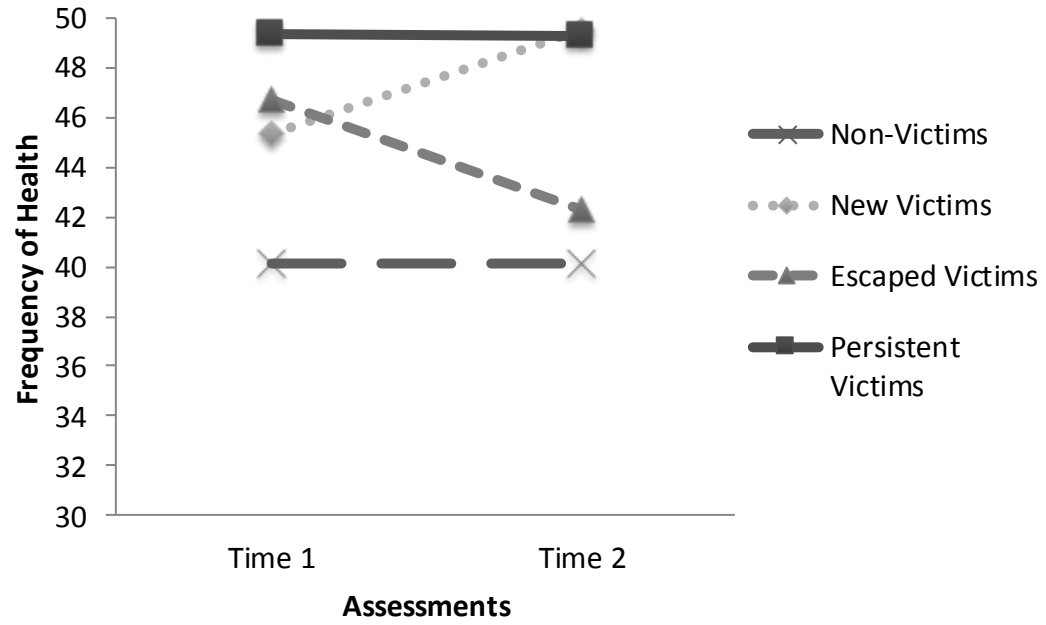 50
48
46
44
42
40
38
36
34
32
30
Frequency of Health
Time 1
Time 2
Assessments
Non-Victims
New Victims
Escaped Victims
Persistent
Victims